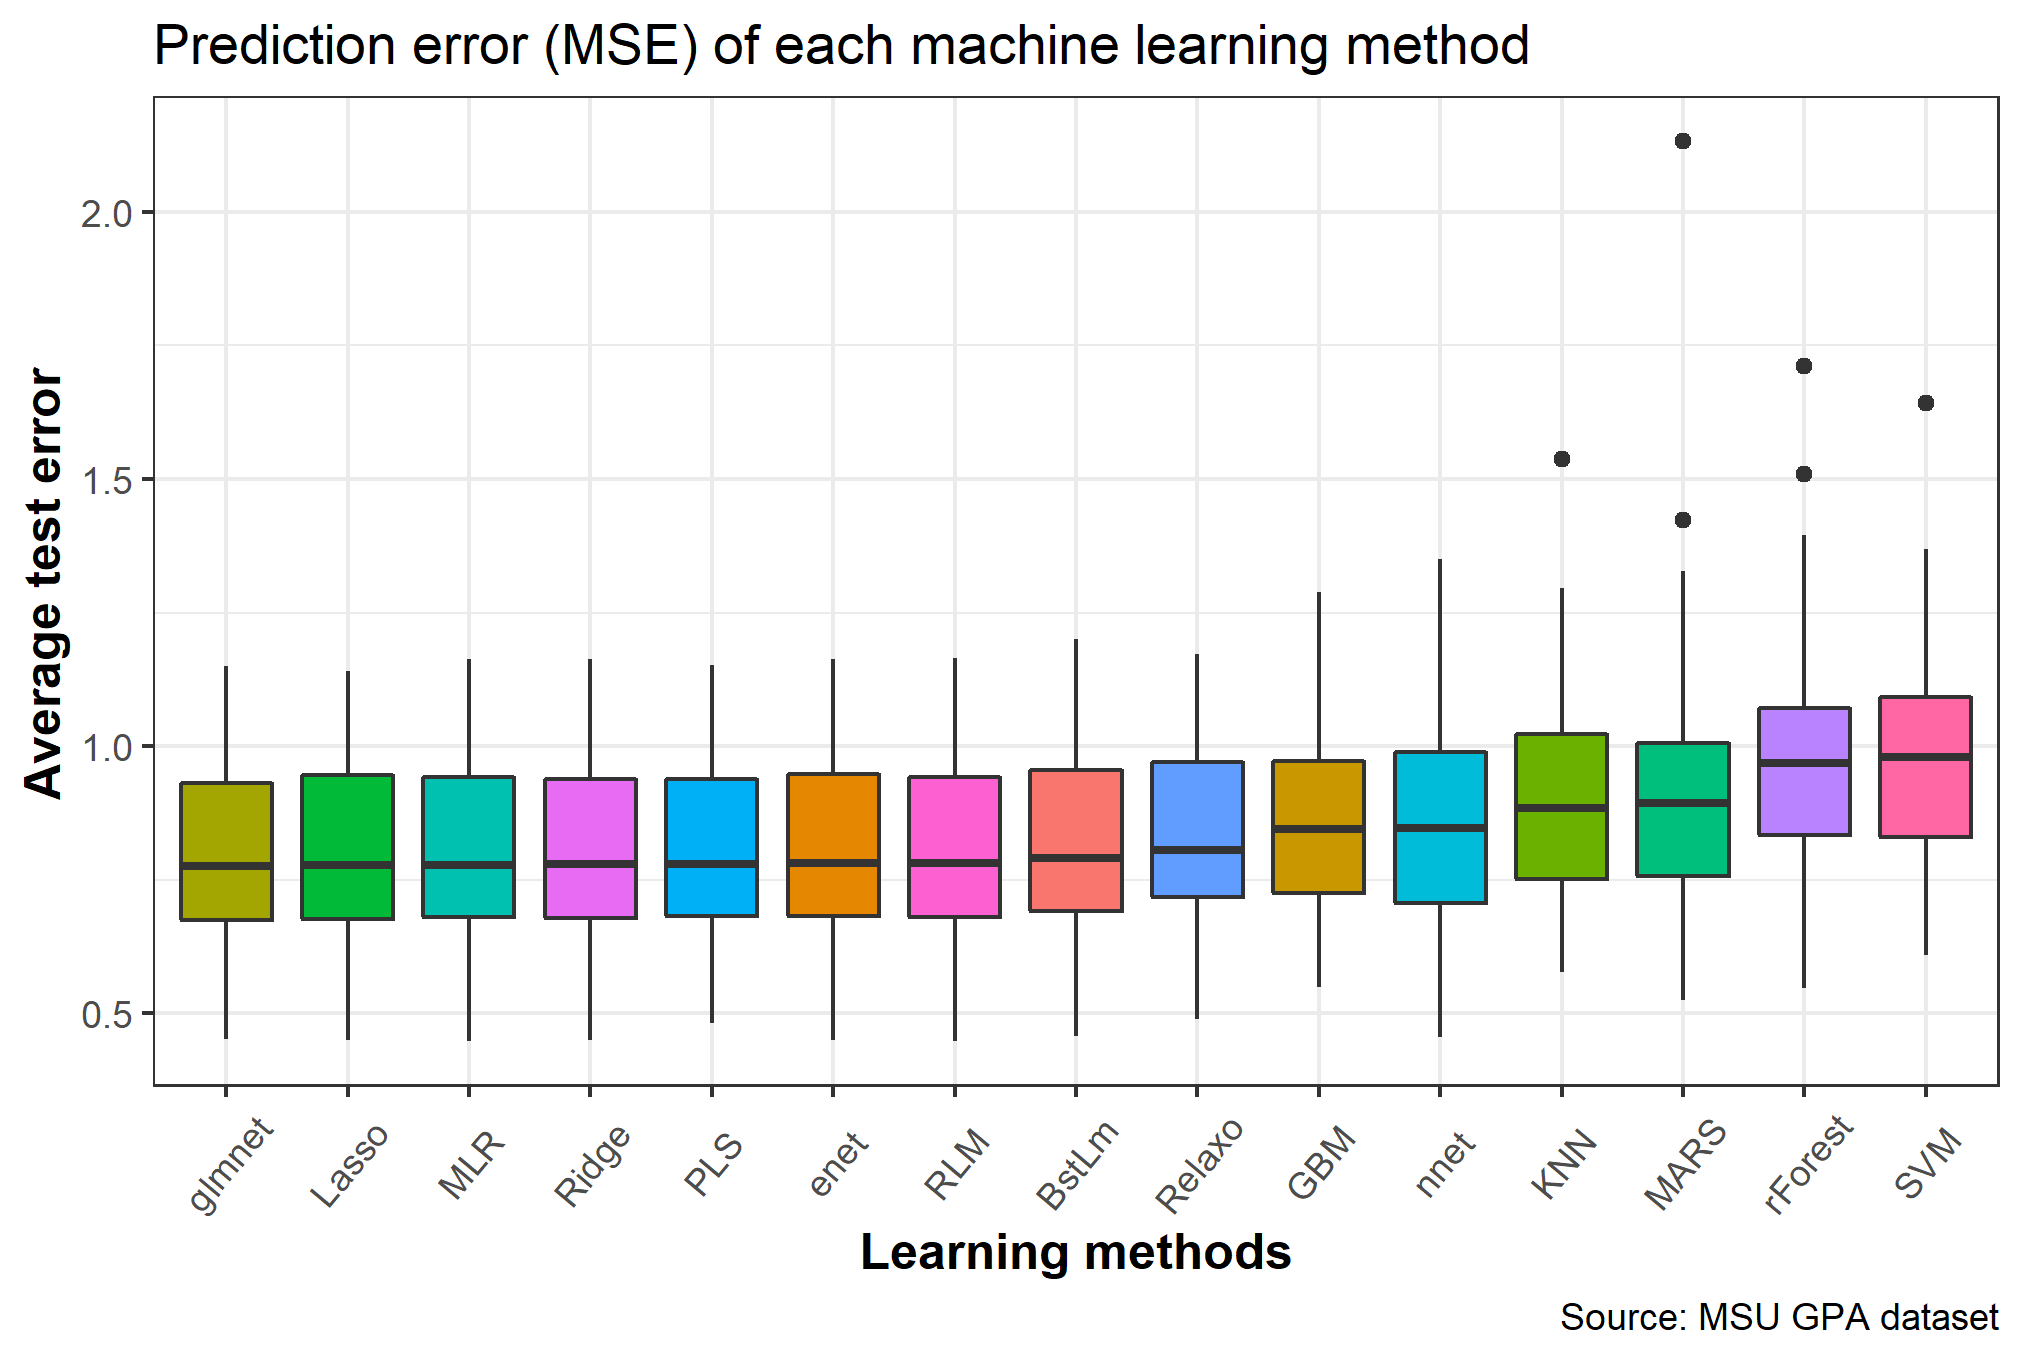 Prediction error (MSE) of each machine learning method
Average test error
2.0
1.5
1.0
0.5
glmnet
Lasso
MLR
Ridge
PLS
enet
RLM
BstLm
Relaxo
GBM
nnet
KNN
MARS
rForest
SVM
Learning methods
Source: MSU GPA dataset